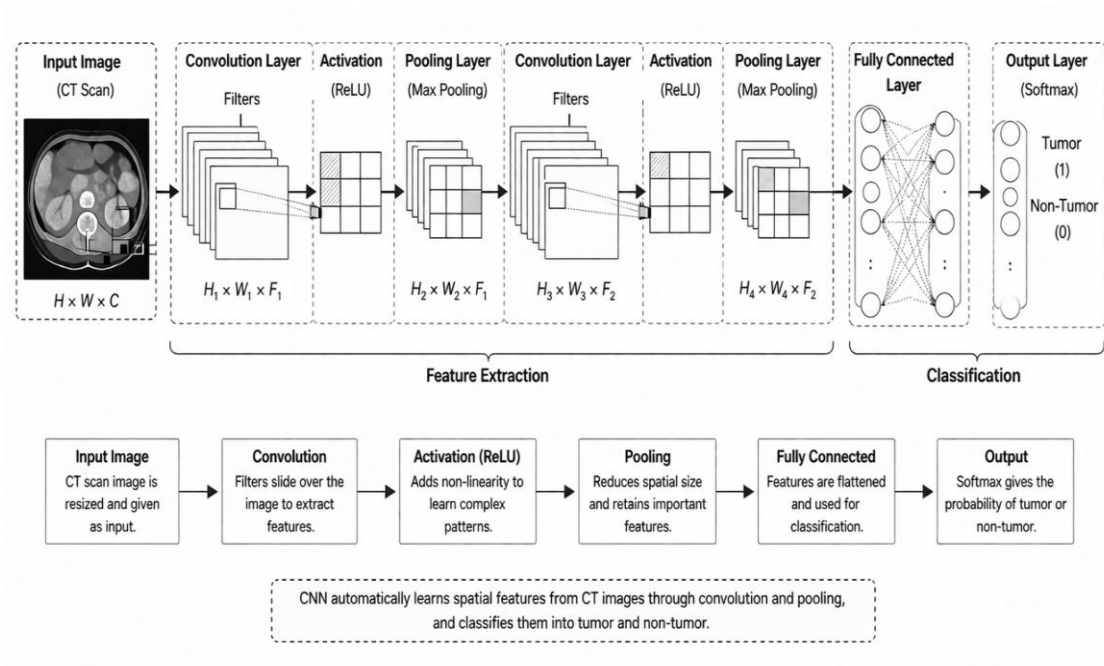 Input Image
(CT Scan)
H × W × C
Convolution Layer
Filters
H₁ × W₁ × F₁
Activation
(ReLU)
Pooling Layer
(Max Pooling)
H₂ × W₂ × F₁
Convolution Layer
Filters
H₃ × W₃ × F₂
Activation
(ReLU)
Pooling Layer
(Max Pooling)
H₄ × W₄ × F₂
Fully Connected
Layer
Output Layer
(Softmax)
Tumor
(1)
Non-Tumor
(0)
Feature Extraction
Classification
Input Image
CT scan image is
resized and given
as input.
Convolution
Filters slide over the
image to extract
features.
Activation (ReLU)
Adds non-linearity to
learn complex
patterns.
Pooling
Reduces spatial size
and retains important
features.
Fully Connected
Features are flattened
and used for
classification.
Output
Softmax gives the
probability of tumor or
non-tumor.
CNN automatically learns spatial features from CT images through convolution and pooling,
and classifies them into tumor and non-tumor.